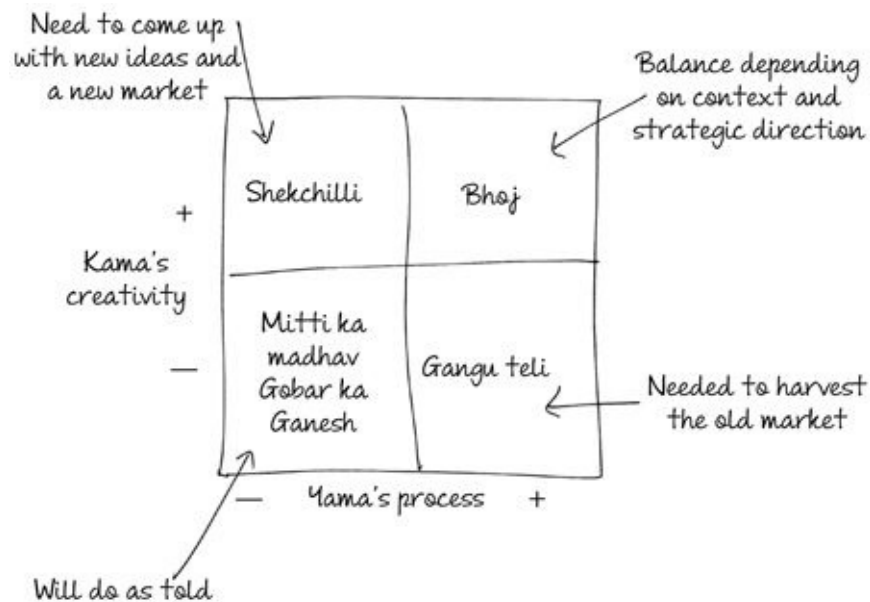 Need to come up
with new ideas and
a new market
Balance depending
on context and
strategic direction
Shekchilli
Bhoj
+
Kama's
creativity
—
Mitti ka
madhav
Gobar ka
Ganesh
Gangu teli
Needed to harvest
the old market
— Yama's process +
Will do as told